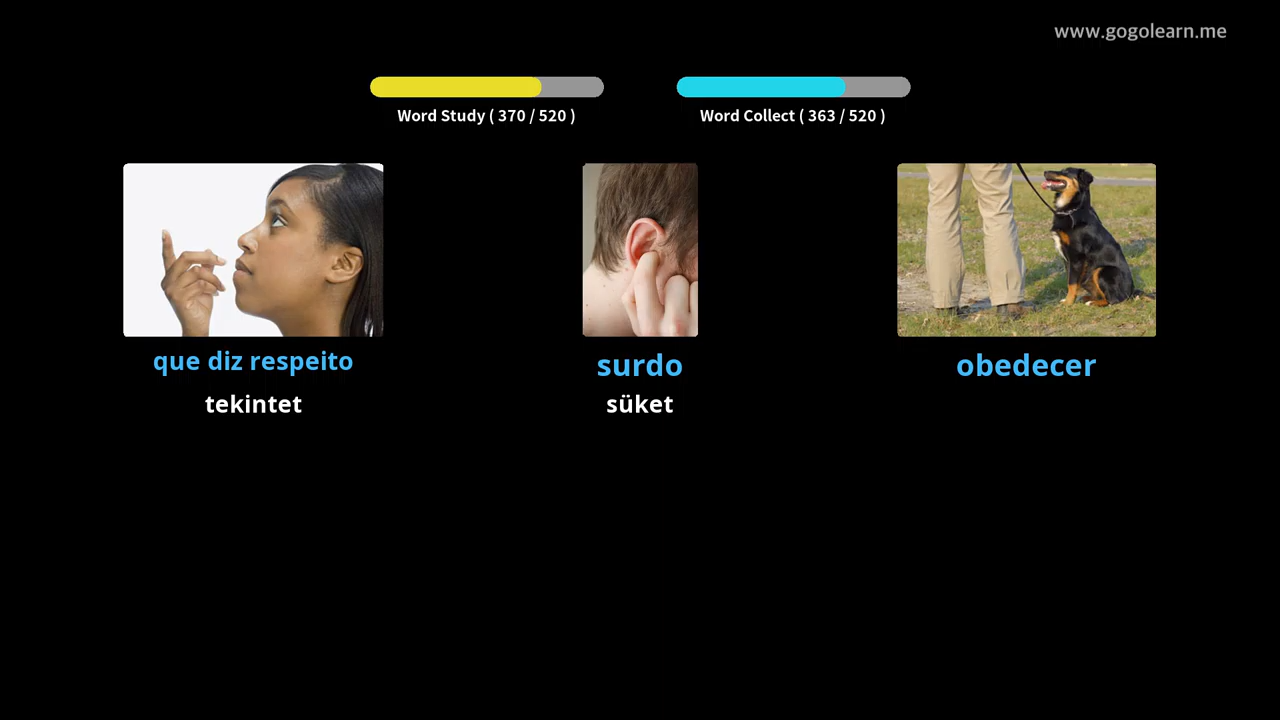 www.gogolearn.me
Word Study ( 370 / 520 )
Word Collect ( 363 / 520 )
que diz respeito
tekintet
surdo
süket
obedecer